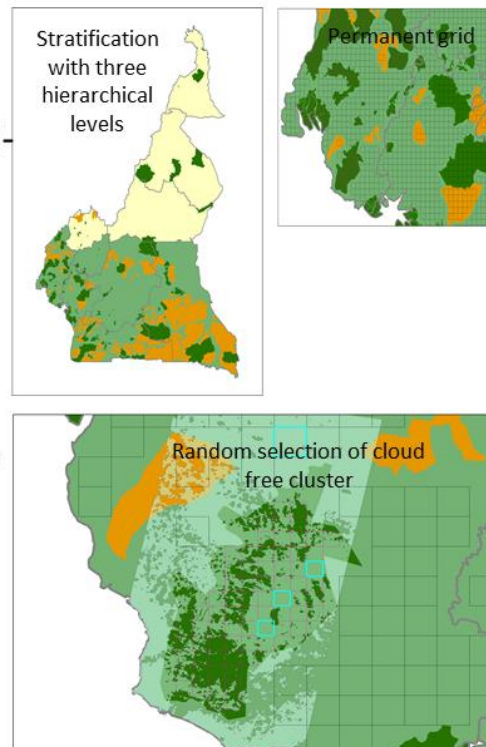 Stratification
with three
hierarchical
levels
Permanent grid
Random selection of cloud
free cluster